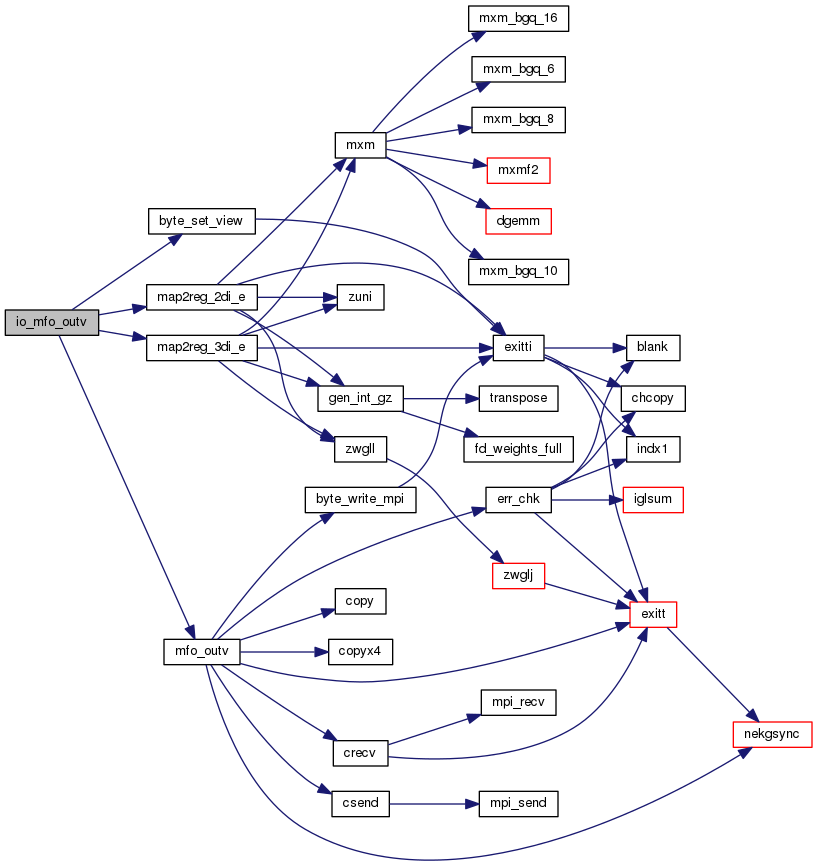 mxm_bgq_16
mxm_bgq_6
mxm_bgq_8
mxm
mxmf2
byte_set_view
dgemm
mxm_bgq_10
map2reg_2di_e
zuni
io_mfo_outv
map2reg_3di_e
exitti
blank
gen_int_gz
transpose
chcopy
zwgll
fd_weights_full
indx1
byte_write_mpi
err_chk
iglsum
zwglj
copy
exitt
mfo_outv
copyx4
mpi_recv
nekgsync
crecv
csend
mpi_send